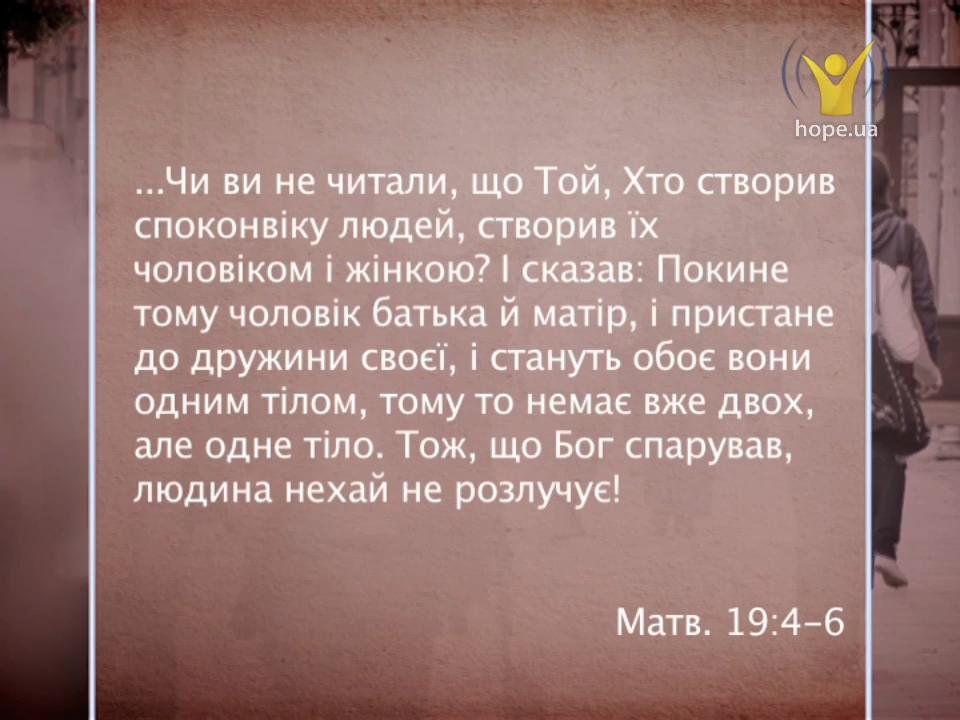 hope.ua
...Чи ви не читали, що Той, Хто створив
споконвіку людей, створив їх
чоловіком і жінкою? І сказав: Покине
тому чоловік батька й матір, і пристане
до дружини своєї, і стануть обоє вони
одним тілом, тому то немає вже двох,
але одне тіло. Тож, що Бог спарував,
людина нехай не розлучує!
Матв. 19:4-6